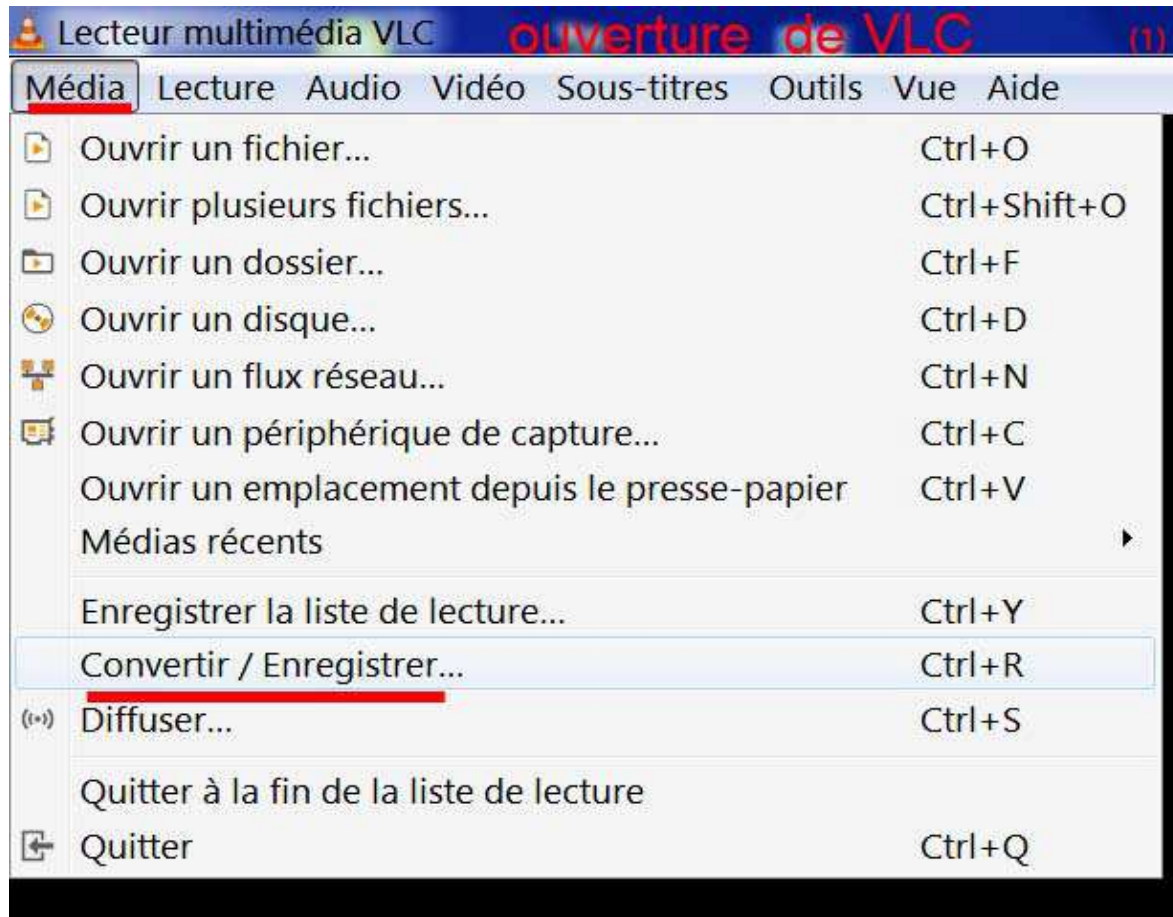 Lecteur multimédia VLC ouverture de VLC (1)
Média Lecture Audio Vidéo Sous-titres Outils Vue Aide
Ouvrir un fichier... Ctrl+O
Ouvrir plusieurs fichiers... Ctrl+Shift+O
Ouvrir un dossier... Ctrl+F
Ouvrir un disque... Ctrl+D
Ouvrir un flux réseau... Ctrl+N
Ouvrir un périphérique de capture... Ctrl+C
Ouvrir un emplacement depuis le presse-papier Ctrl+V
Médias récents
Enregistrer la liste de lecture... Ctrl+Y
Convertir / Enregistrer... Ctrl+R
Diffuser... Ctrl+S
Quitter à la fin de la liste de lecture
Quitter Ctrl+Q